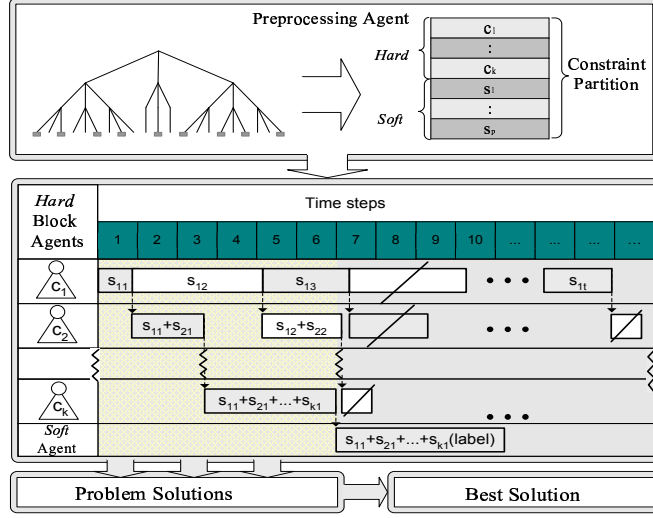 Preprocessing Agent
Hard
Soft
c1
:
ck
s1
:
sp
Constraint
Partition
Hard
Block
Agents
Time steps
1 2 3 4 5 6 7 8 9 10 ... ... ... ...
C1
S11 S12 S13 • • • S1t
C2
S11+S21 S12+S22 • • •
Ck
S11+S21+...+Sk1 • • •
Soft
Agent
S11+S21+...+Sk1(label)
Problem Solutions
Best Solution